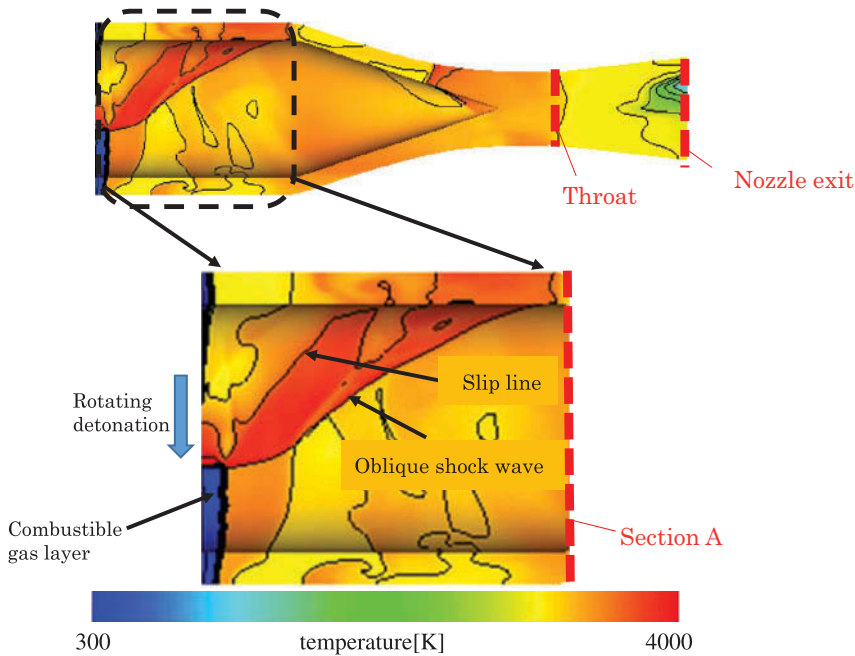 Throat
Nozzle exit
Slip line
Rotating
detonation
Oblique shock wave
Combustible
gas layer
Section A
300
temperature[K]
4000